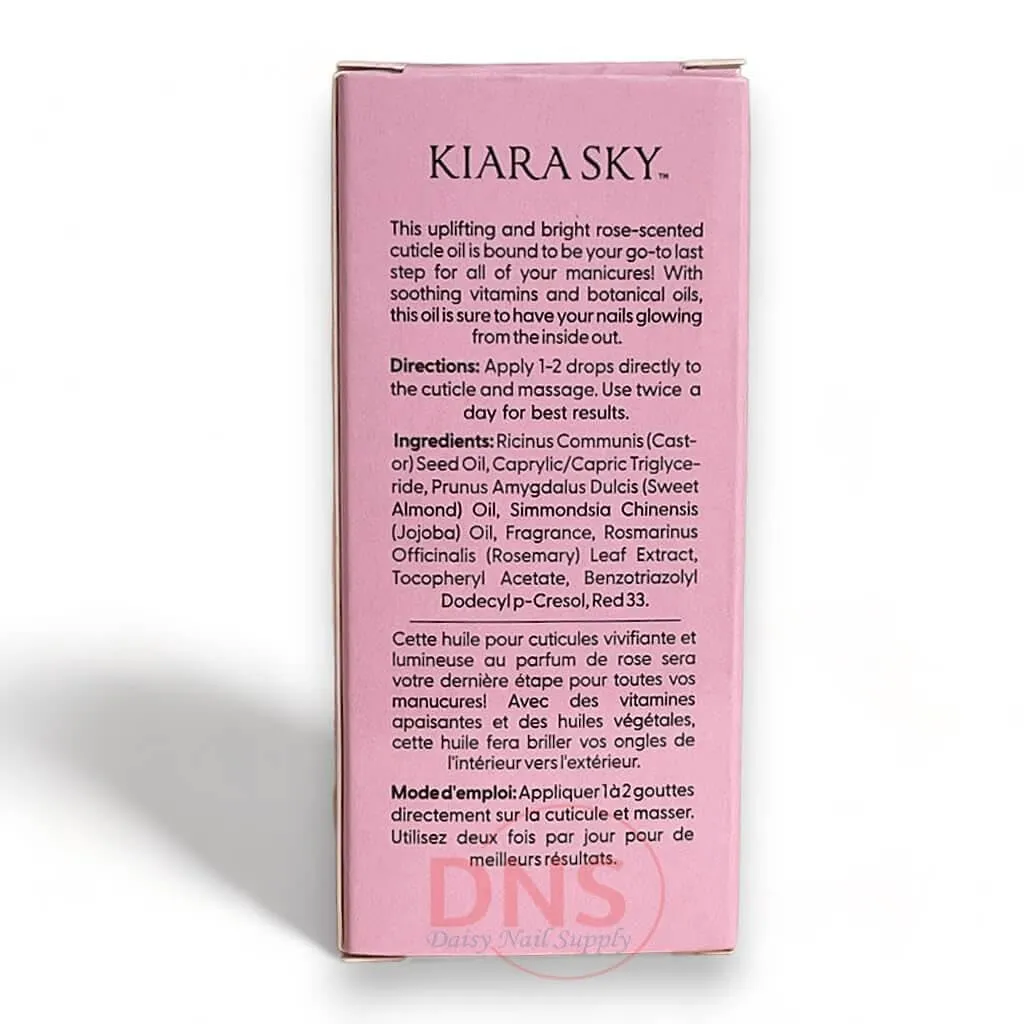 KIARA SKY™
This uplifting and bright rose-scented
cuticle oil is bound to be your go-to last
step for all of your manicures! With
soothing vitamins and botanical oils,
this oil is sure to have your nails glowing
from the inside out.
Directions: Apply 1-2 drops directly to
the cuticle and massage. Use twice a
day for best results.
Ingredients: Ricinus Communis (Cast-
or) Seed Oil, Caprylic/Capric Triglyce-
ride, Prunus Amygdalus Dulcis (Sweet
Almond) Oil, Simmondsia Chinensis
(Jojoba) Oil, Fragrance, Rosmarinus
Officinalis (Rosemary) Leaf Extract,
Tocopheryl Acetate, Benzotriazolyl
Dodecyl p-Cresol, Red 33.
Cette huile pour cuticules vivifiante et
lumineuse au parfum de rose sera
votre dernière étape pour toutes vos
manucures! Avec des vitamines
apaisantes et des huiles végétales,
cette huile fera briller vos ongles de
l'intérieur vers l'extérieur.
Mode d'emploi: Appliquer 1 à 2 gouttes
directement sur la cuticule et masser.
Utilisez deux fois par jour pour de
meilleurs résultats.
DNS
Daisy Nail Supply